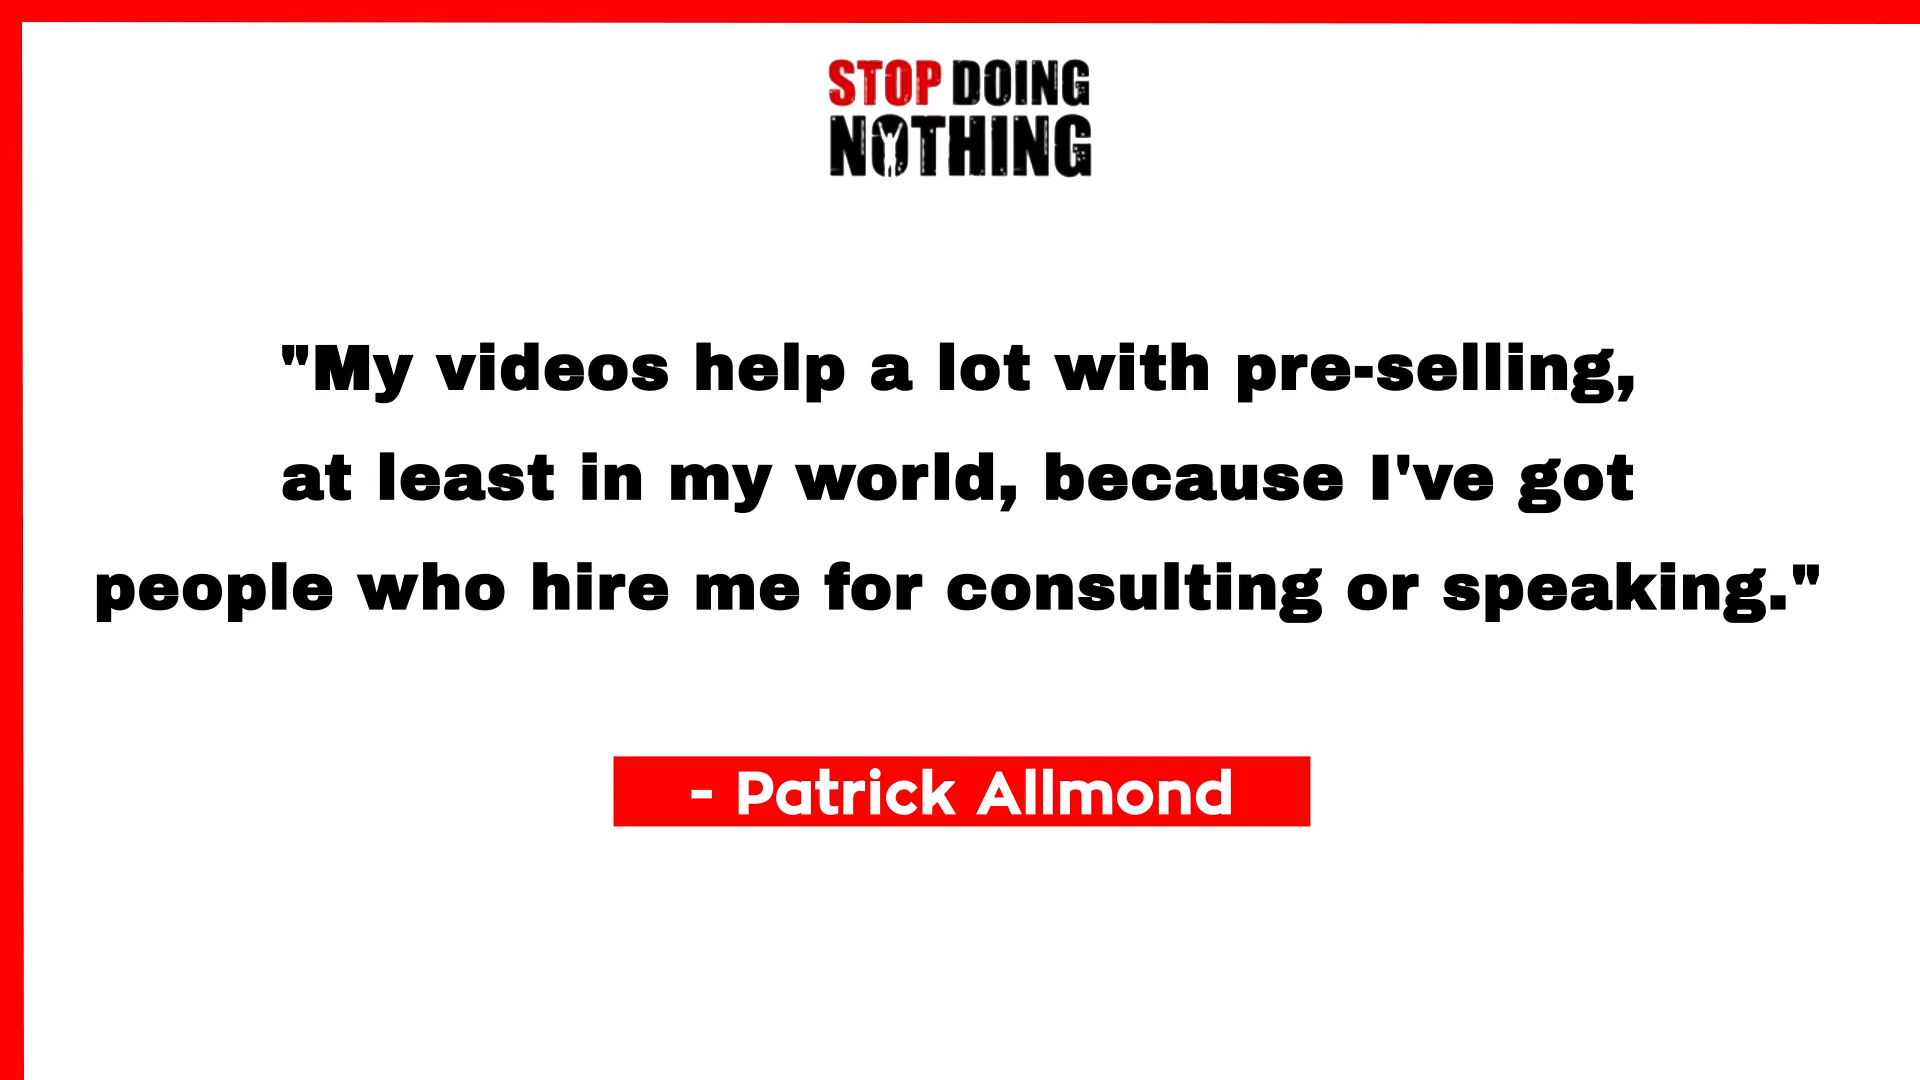 STOP DOING
NOTHING
"My videos help a lot with pre-selling,
at least in my world, because I've got
people who hire me for consulting or speaking."
- Patrick Allmond